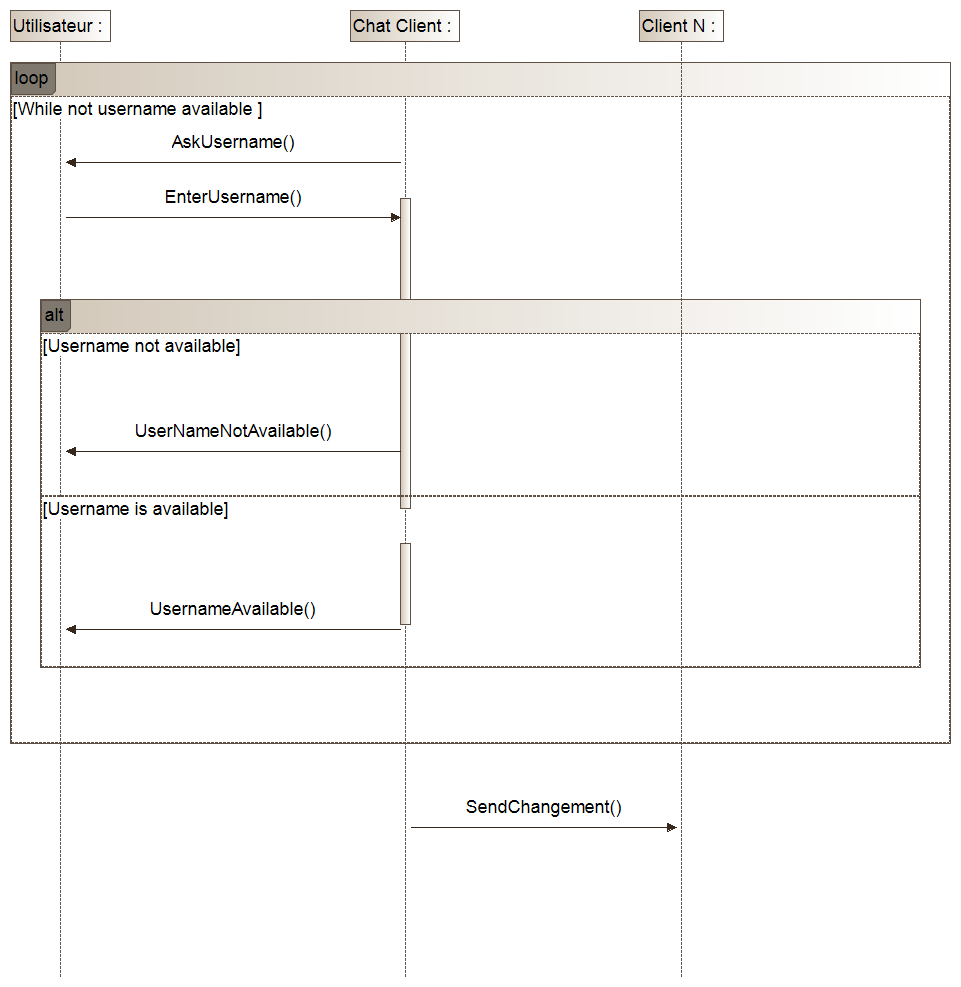 Utilisateur :
Chat Client :
Client N :
loop
[While not username available ]
AskUsername()
EnterUsername()
alt
[Username not available]
UserNameNotAvailable()
[Username is available]
UsernameAvailable()
SendChangement()